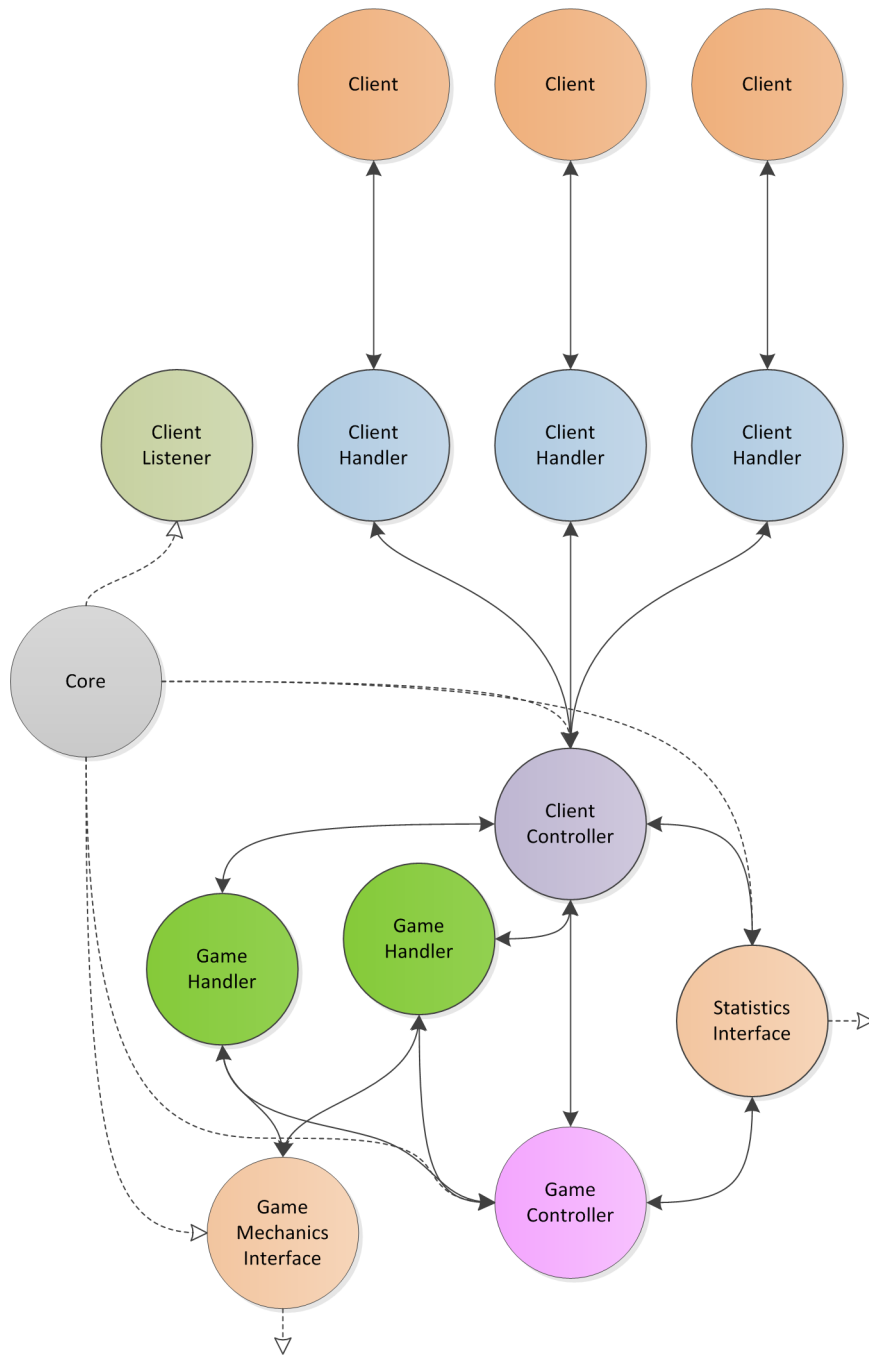 Client
Client
Client
Client
Listener
Client
Handler
Client
Handler
Client
Handler
Core
Client
Controller
Game
Handler
Game
Handler
Statistics
Interface
Game
Controller
Game
Mechanics
Interface